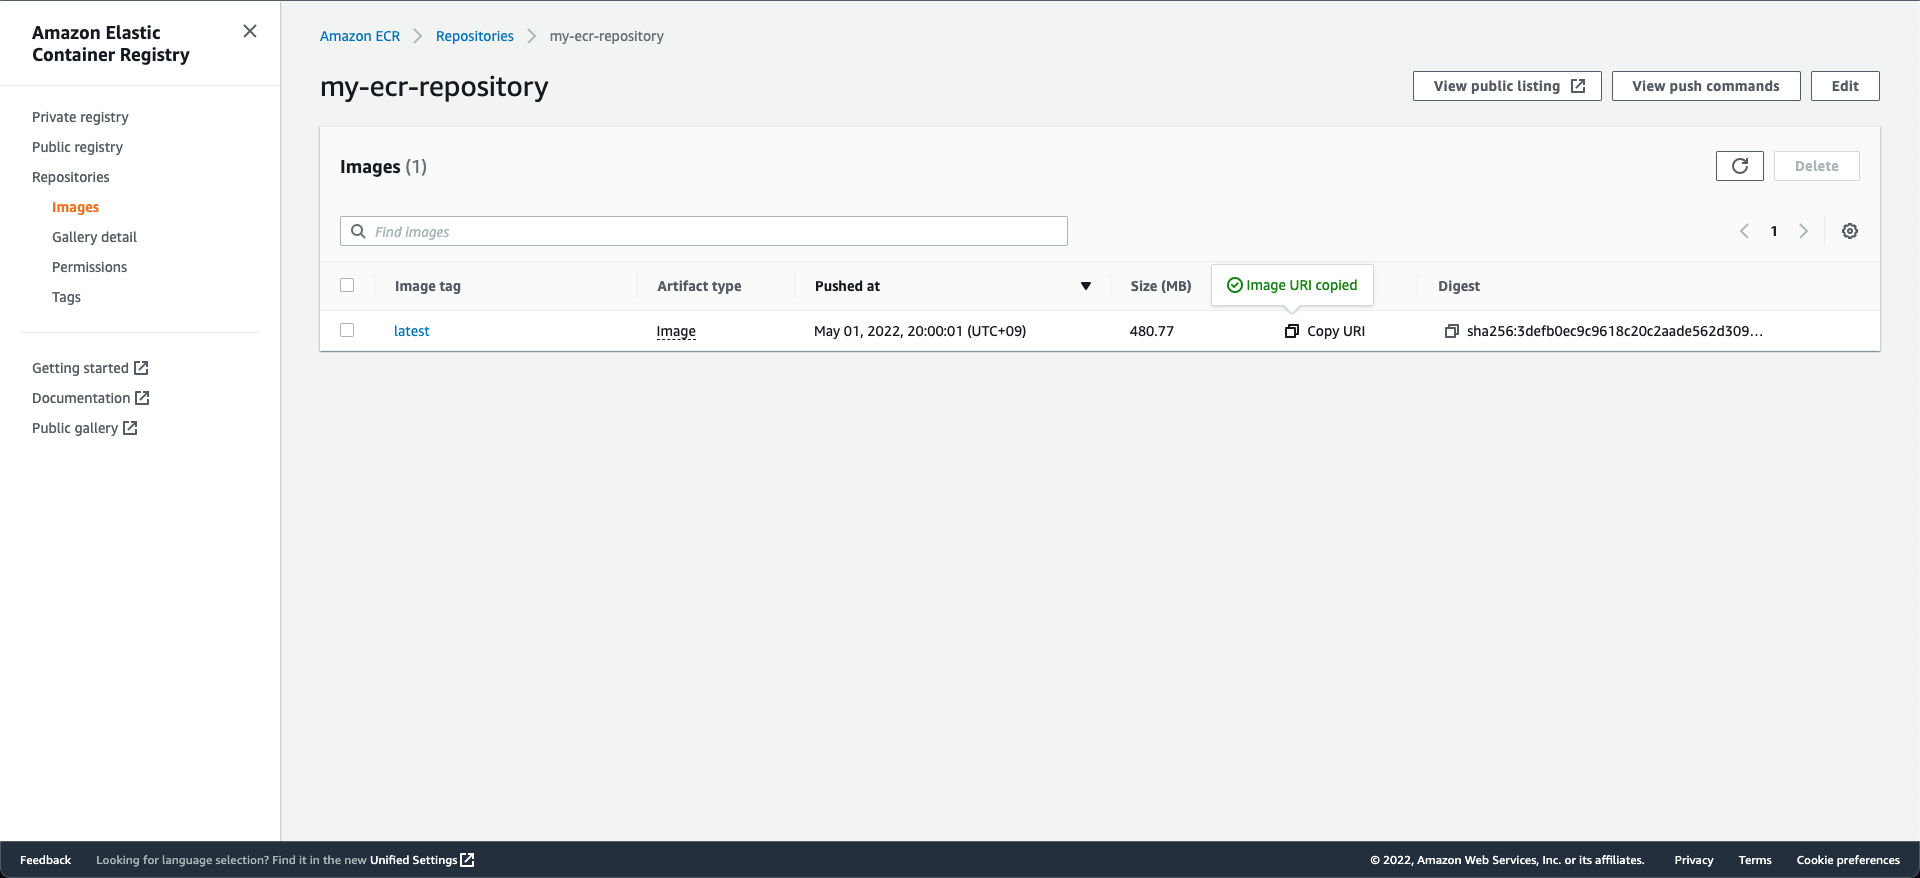 Amazon Elastic
Container Registry
Private registry
Public registry
Repositories
Images
Gallery detail
Permissions
Tags
Getting started
Documentation
Public gallery
Amazon ECR
Repositories
my-ecr-repository
my-ecr-repository
View public listing
View push commands
Edit
Images (1)
Delete
Find images
1
Image tag
Artifact type
Pushed at
Size (MB)
Image URI copied
Digest
latest
Image
May 01, 2022, 20:00:01 (UTC+09)
480.77
Copy URI
sha256:3defb0ec9c9618c20c2aade562d309...
Feedback
Looking for language selection? Find it in the new Unified Settings
© 2022, Amazon Web Services, Inc. or its affiliates.
Privacy
Terms
Cookie preferences